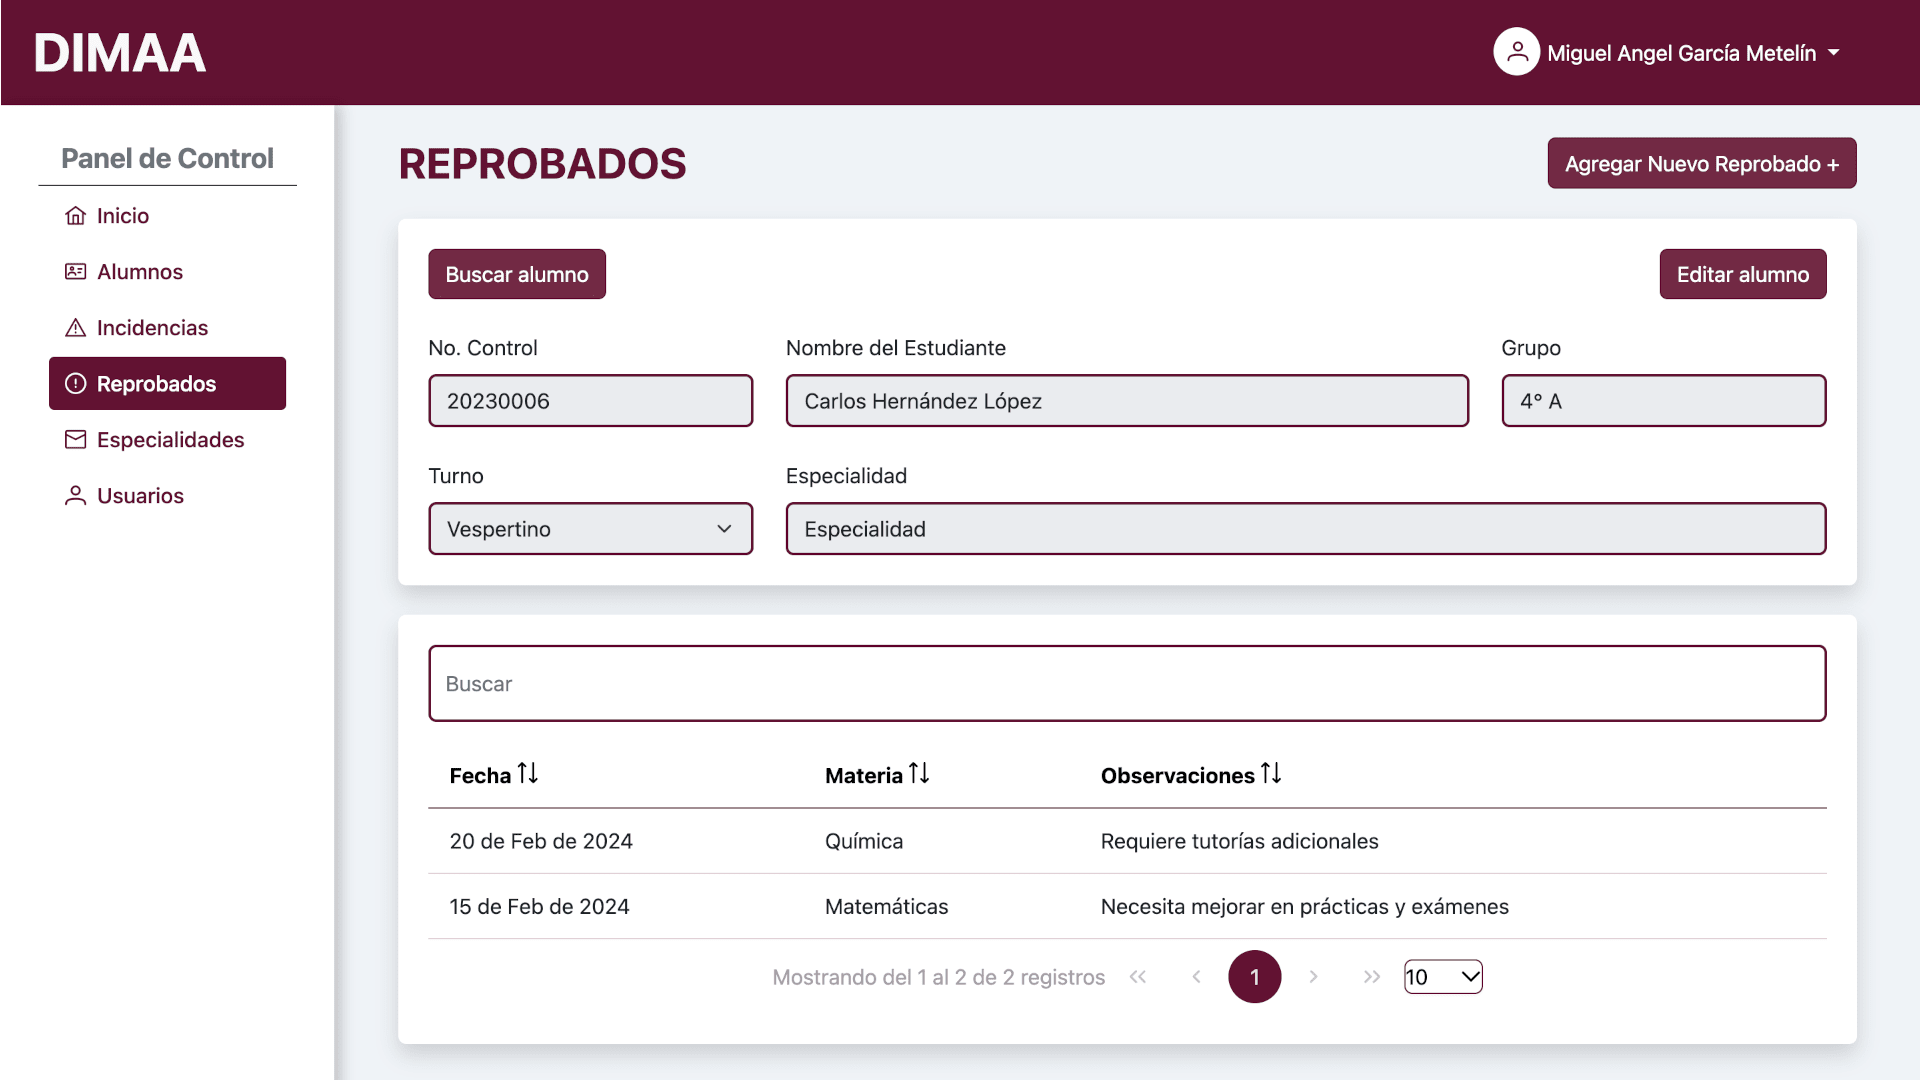 DIMAA
Miguel Angel García Metelín
Panel de Control
Inicio
Alumnos
Incidencias
Reprobados
Especialidades
Usuarios
REPROBADOS
Agregar Nuevo Reprobado +
Buscar alumno
Editar alumno
No. Control
Nombre del Estudiante
Grupo
20230006
Carlos Hernández López
4° A
Turno
Especialidad
Vespertino
Especialidad
Buscar
Fecha
Materia
Observaciones
20 de Feb de 2024
Química
Requiere tutorías adicionales
15 de Feb de 2024
Matemáticas
Necesita mejorar en prácticas y exámenes
Mostrando del 1 al 2 de 2 registros
1
10